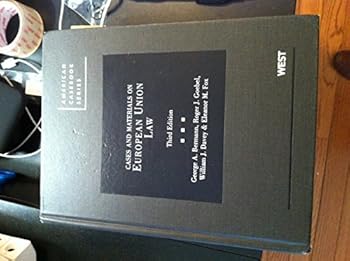 AMERICAN
CASEBOOK
SERIES
CASES AND MATERIALS ON
EUROPEAN UNION
LAW
Third Edition
George A. Bermann, Roger J. Goebel,
William J. Davey & Eleanor M. Fox
WEST